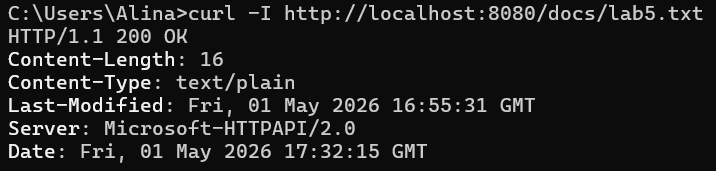 C:\Users\Alina>curl -I http://localhost:8080/docs/lab5.txt
HTTP/1.1 200 OK
Content-Length: 16
Content-Type: text/plain
Last-Modified: Fri, 01 May 2026 16:55:31 GMT
Server: Microsoft-HTTPAPI/2.0
Date: Fri, 01 May 2026 17:32:15 GMT